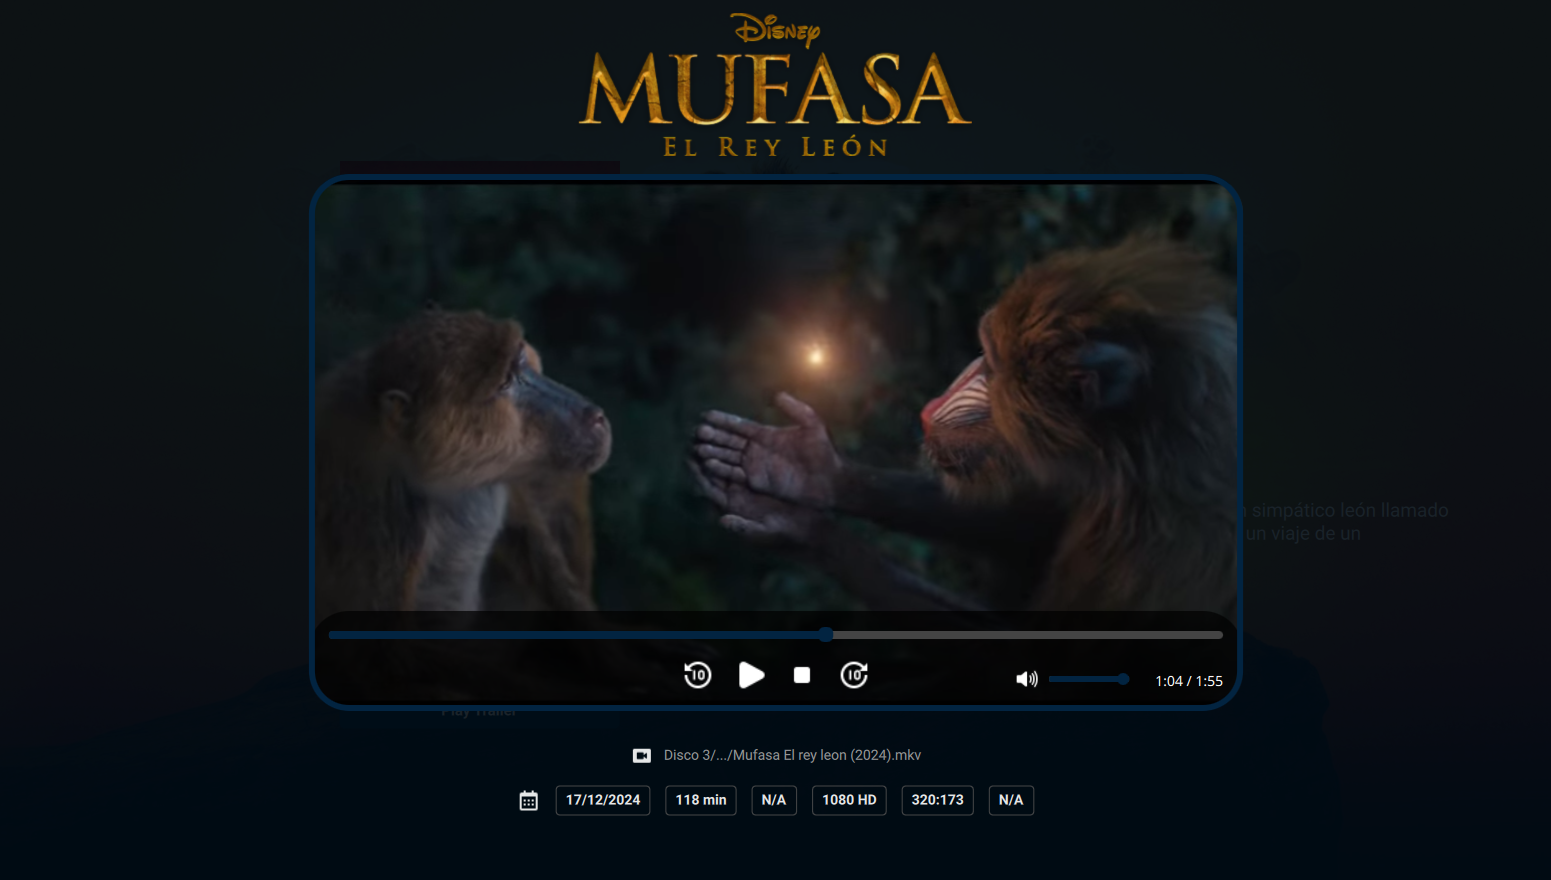 Disney
MUFASA
EL REY LEÓN
simpático león llamado
un viaje de un
10
10
1:04 / 1:55
Play Trailer
Disco 3/.../Mufasa El rey leon (2024).mkv
17/12/2024 118 min N/A 1080 HD 320:173 N/A